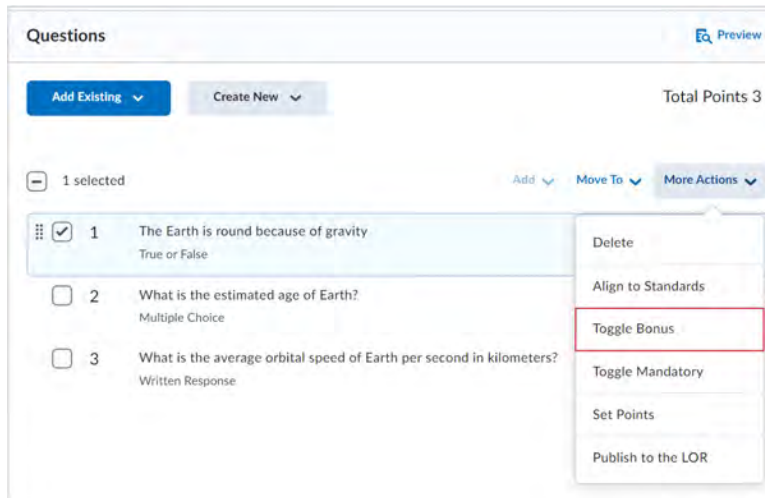 Questions
Preview
Add Existing
Create New
Total Points 3
1 selected
Add
Move To
More Actions
1 The Earth is round because of gravity
True or False
2 What is the estimated age of Earth?
Multiple Choice
3 What is the average orbital speed of Earth per second in kilometers?
Written Response
Delete
Align to Standards
Toggle Bonus
Toggle Mandatory
Set Points
Publish to the LOR